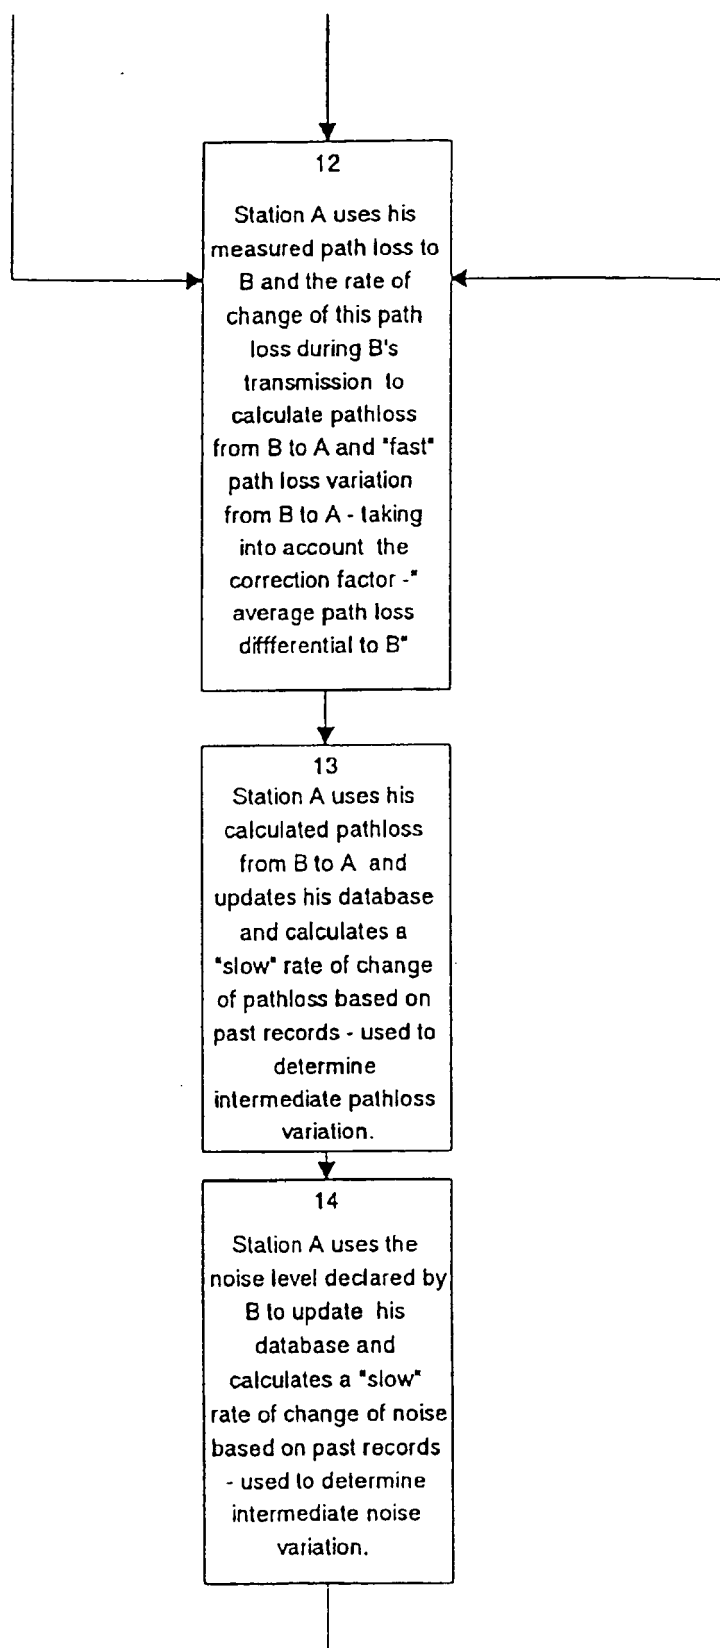 12
Station A uses his
measured path loss to
B and the rate of
change of this path
loss during B's
transmission to
calculate pathloss
from B to A and "fast"
path loss variation
from B to A - taking
into account the
correction factor -"
average path loss
diffferential to B"
13
Station A uses his
calculated pathloss
from B to A and
updates his database
and calculates a
"slow" rate of change
of pathloss based on
past records - used to
determine
intermediate pathloss
variation.
14
Station A uses the
noise level declared by
B to update his
database and
calculates a "slow"
rate of change of noise
based on past records
- used to determine
intermediate noise
variation.